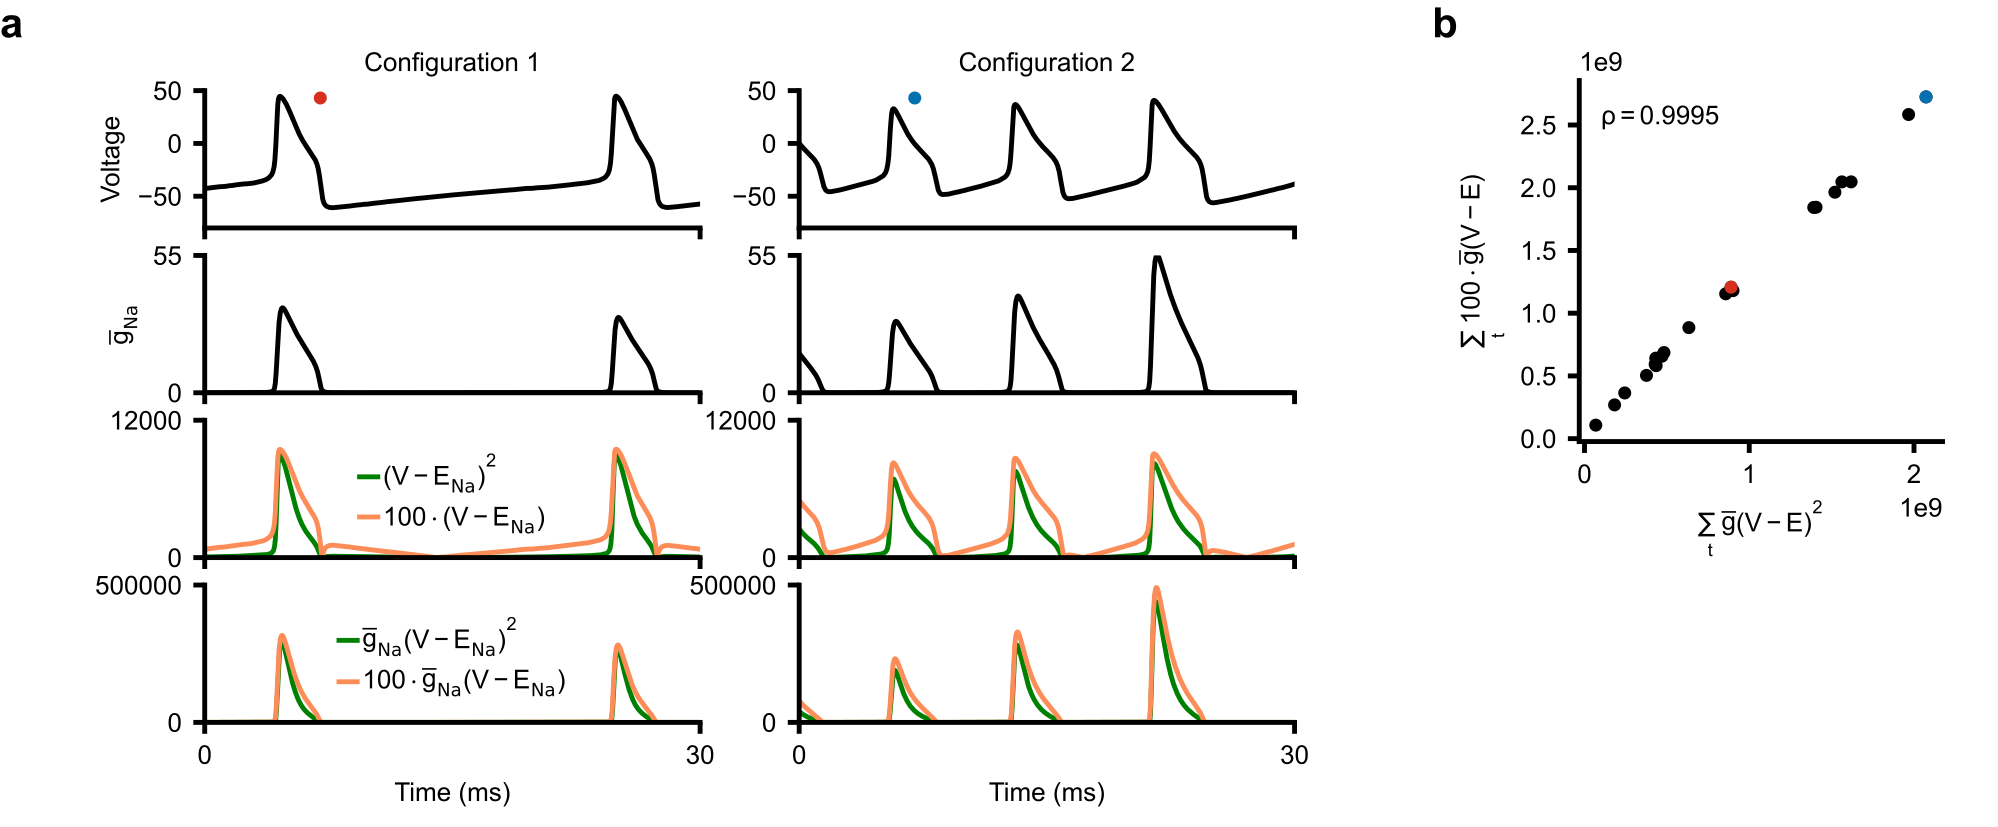 a
Configuration 1
Configuration 2
50
0
−50
Voltage
50
0
−50
55
0
g̅Na
55
0
12000
0
(V − ENa)²
100 · (V − ENa)
12000
0
500000
0
g̅Na(V − ENa)²
100 · g̅Na(V − ENa)
500000
0
0
30
Time (ms)
0
30
Time (ms)
b
1e9
ρ = 0.9995
2.5
2.0
1.5
1.0
0.5
0.0
∑t 100 · g̅(V − E)
0
1
2
1e9
∑t g̅(V − E)²